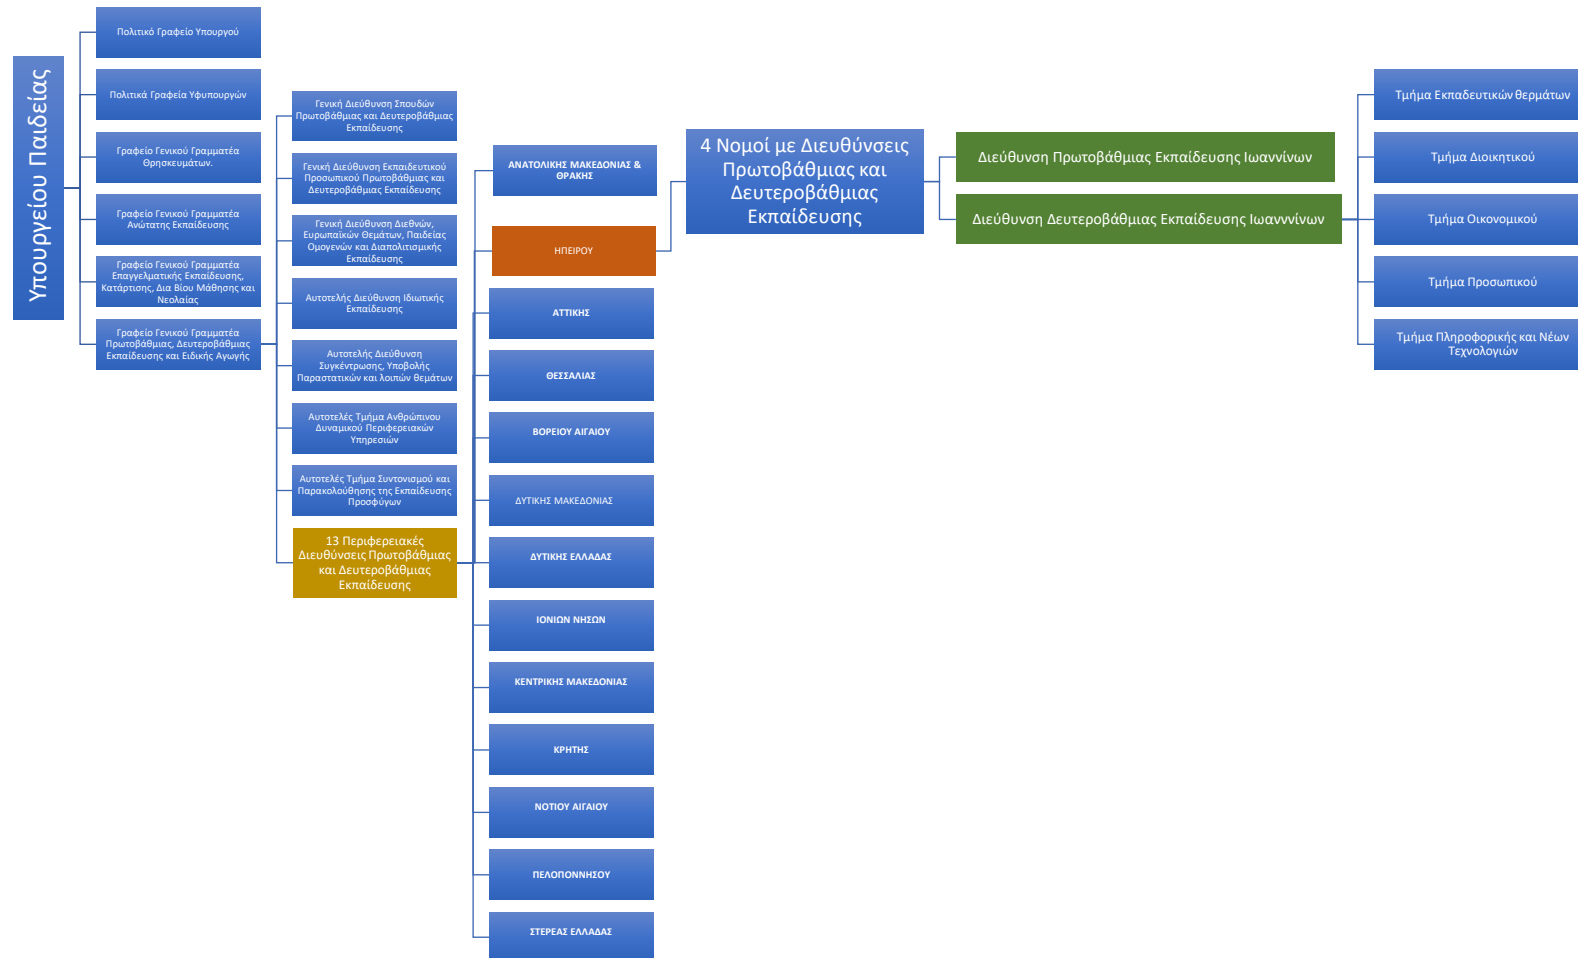 Υπουργείου Παιδείας
Πολιτικό Γραφείο Υπουργού
Πολιτικά Γραφεία Υφυπουργών
Γραφείο Γενικού Γραμματέα
Θρησκευμάτων.
Γραφείο Γενικού Γραμματέα
Ανώτατης Εκπαίδευσης
Γραφείο Γενικού Γραμματέα
Επαγγελματικής Εκπαίδευσης,
Κατάρτισης, Δια Βίου Μάθησης και
Νεολαίας
Γραφείο Γενικού Γραμματέα
Πρωτοβάθμιας, Δευτεροβάθμιας
Εκπαίδευσης και Ειδικής Αγωγής
Γενική Διεύθυνση Σπουδών
Πρωτοβάθμιας και Δευτεροβάθμιας
Εκπαίδευσης
Γενική Διεύθυνση Εκπαιδευτικού
Προσωπικού Πρωτοβάθμιας και
Δευτεροβάθμιας Εκπαίδευσης
Γενική Διεύθυνση Διεθνών,
Ευρωπαϊκών Θεμάτων, Παιδείας
Ομογενών και Διαπολιτισμικής
Εκπαίδευσης
Αυτοτελής Διεύθυνση Ιδιωτικής
Εκπαίδευσης
Αυτοτελής Διεύθυνση
Συγκέντρωσης, Υποβολής
Παραστατικών και λοιπών θεμάτων
Αυτοτελές Τμήμα Ανθρώπινου
Δυναμικού Περιφερειακών
Υπηρεσιών
Αυτοτελές Τμήμα Συντονισμού και
Παρακολούθησης της Εκπαίδευσης
Προσφύγων
13 Περιφερειακές
Διευθύνσεις Πρωτοβάθμιας
και Δευτεροβάθμιας
Εκπαίδευσης
ΑΝΑΤΟΛΙΚΗΣ ΜΑΚΕΔΟΝΙΑΣ &
ΘΡΑΚΗΣ
ΗΠΕΙΡΟΥ
ΑΤΤΙΚΗΣ
ΘΕΣΣΑΛΙΑΣ
ΒΟΡΕΙΟΥ ΑΙΓΑΙΟΥ
ΔΥΤΙΚΗΣ ΜΑΚΕΔΟΝΙΑΣ
ΔΥΤΙΚΗΣ ΕΛΛΑΔΑΣ
ΙΟΝΙΩΝ ΝΗΣΩΝ
ΚΕΝΤΡΙΚΗΣ ΜΑΚΕΔΟΝΙΑΣ
ΚΡΗΤΗΣ
ΝΟΤΙΟΥ ΑΙΓΑΙΟΥ
ΠΕΛΟΠΟΝΝΗΣΟΥ
ΣΤΕΡΕΑΣ ΕΛΛΑΔΑΣ
4 Νομοί με Διευθύνσεις
Πρωτοβάθμιας και
Δευτεροβάθμιας
Εκπαίδευσης
Διεύθυνση Πρωτοβάθμιας Εκπαίδευσης Ιωαννίνων
Διεύθυνση Δευτεροβάθμιας Εκπαίδευσης Ιωανννίνων
Τμήμα Εκπαδευτικών θερμάτων
Τμήμα Διοικητικού
Τμήμα Οικονομικού
Τμήμα Προσωπικού
Τμήμα Πληροφορικής και Νέων
Τεχνολογιών